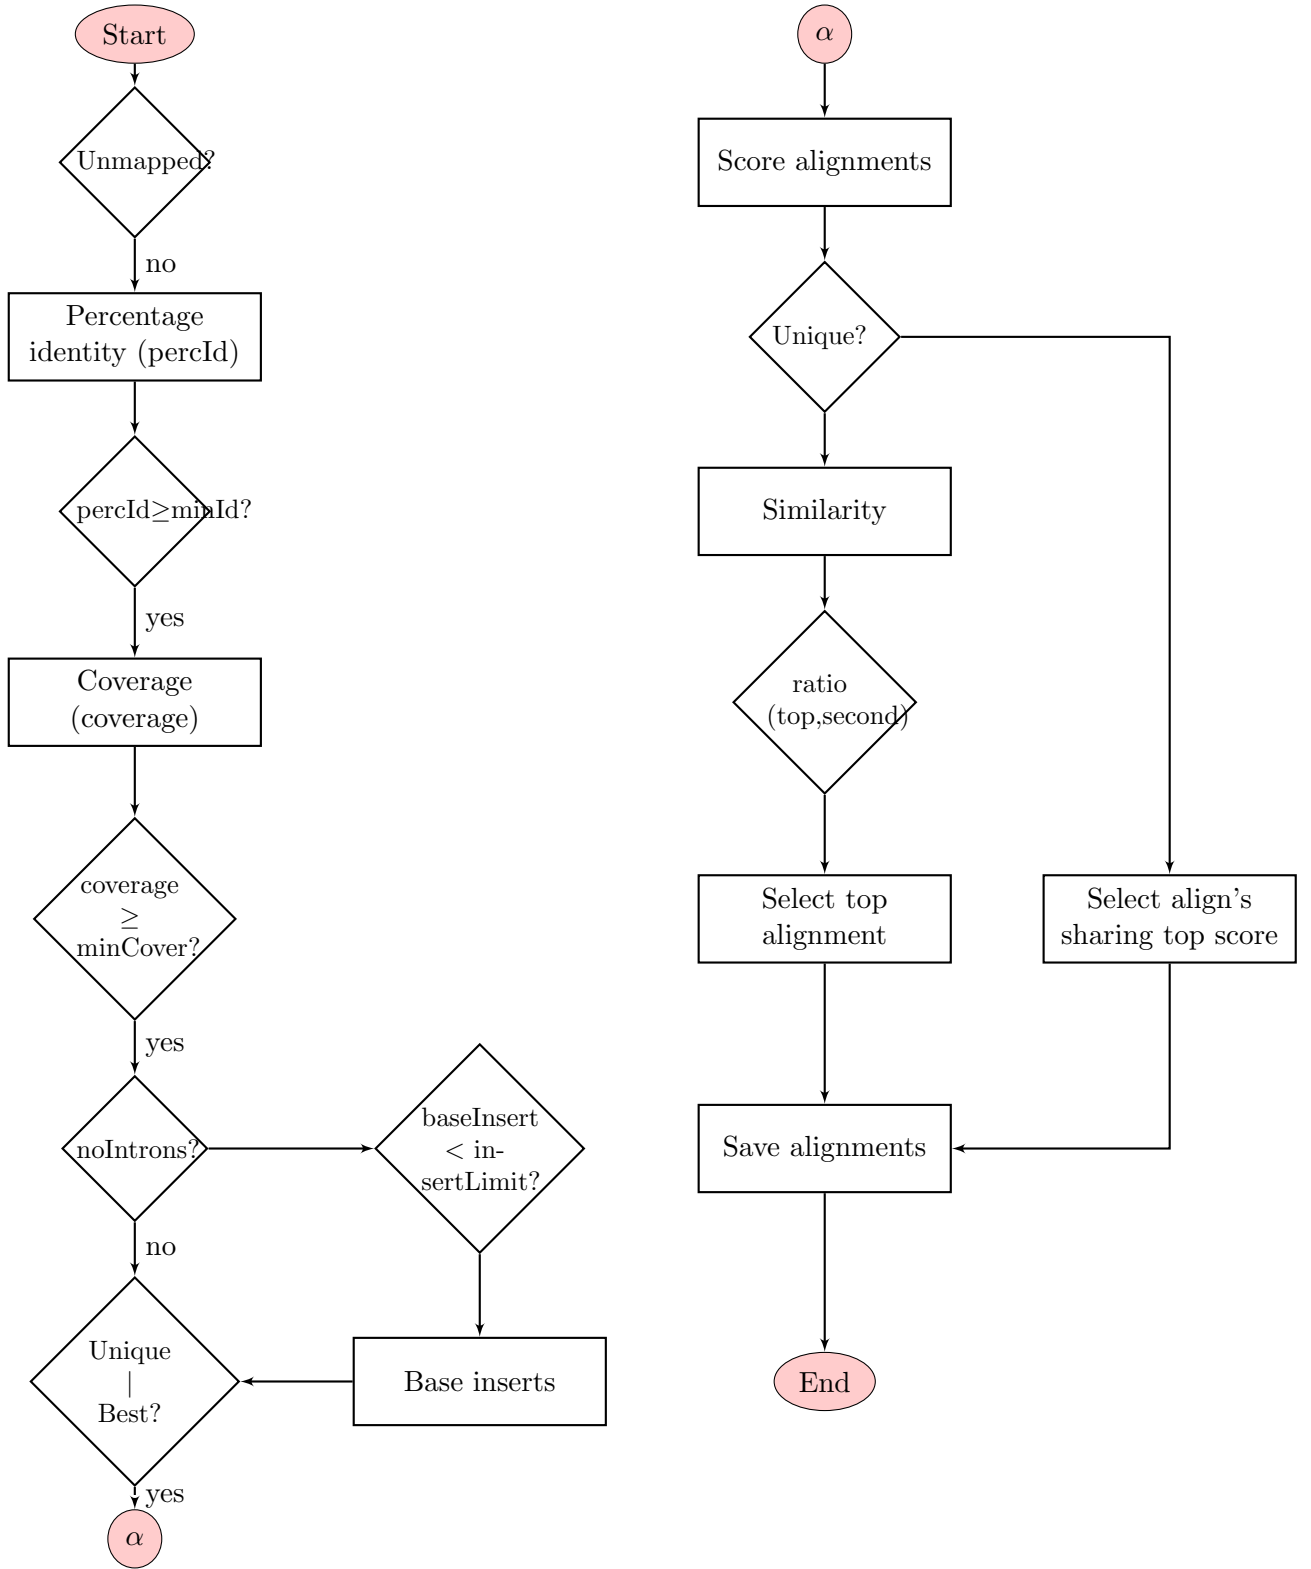 Start
Unmapped?
no
Percentage
identity (percId)
percId≥minId?
yes
Coverage
(coverage)
coverage
≥
minCover?
yes
noIntrons?
no
baseInsert
< in-
sertLimit?
Base inserts
Unique
|
Best?
yes
α
α
Score alignments
Unique?
Similarity
ratio
(top,second)
Select top
alignment
Select align's
sharing top score
Save alignments
End